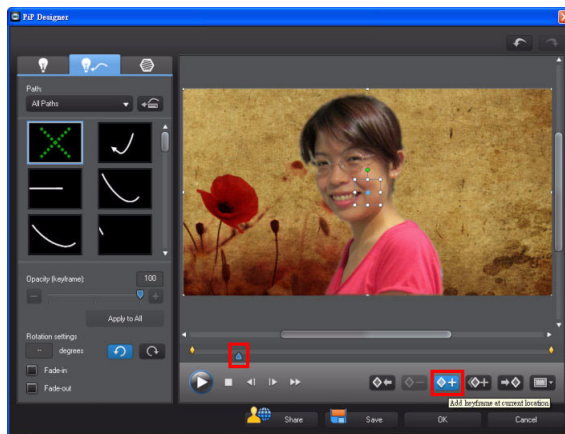 PiP Designer
Path
All Paths
Opacity (keyframe):
100
Apply to All
Rotation settings
degrees
Fade-in
Fade-out
Add keyframe at current location
Share
Save
OK
Cancel